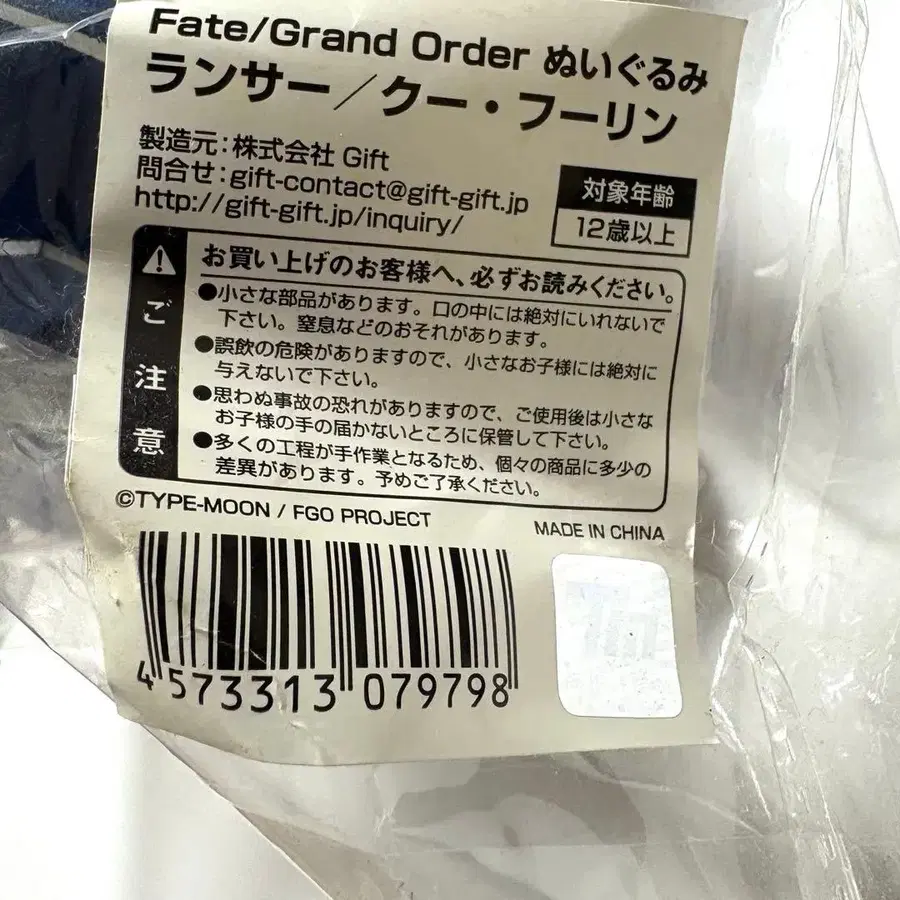 Fate/Grand Order ぬいぐるみ
ランサー／クー・フーリン
製造元：株式会社 Gift
問合せ：gift-contact@gift-gift.jp
http://gift-gift.jp/inquiry/
対象年齢
12歳以上
ご注意
お買い上げのお客様へ、必ずお読みください。
●小さな部品があります。口の中には絶対にいれないで
下さい。窒息などのおそれがあります。
●誤飲の危険がありますので、小さなお子様には絶対に
与えないで下さい。
●思わぬ事故の恐れがありますので、ご使用後は小さな
お子様の手の届かないところに保管して下さい。
●多くの工程が手作業となるため、個々の商品に多少の
差異があります。予めご了承ください。
©TYPE-MOON / FGO PROJECT
MADE IN CHINA
4 573313 079798